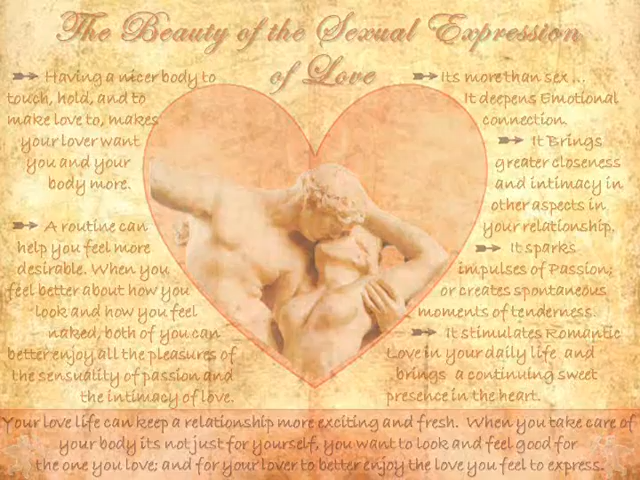 The Beauty of the Sexual Expression
of Love
Having a nicer body to
touch, hold, and to
make love to, makes
your lover want
you and your
body more.
A routine can
help you feel more
desirable. When you
feel better about how you
look and how you feel
naked, both of you can
better enjoy all the pleasures of
the sensuality of passion and
the intimacy of love.
Its more than sex ...
It deepens Emotional
connection.
It Brings
greater closeness
and intimacy in
other aspects in
your relationship.
It sparks
impulses of Passion;
or creates spontaneous
moments of tenderness.
It stimulates Romantic
Love in your daily life and
brings a continuing sweet
presence in the heart.
Your love life can keep a relationship more exciting and fresh. When you take care of
your body its not just for yourself, you want to look and feel good for
the one you love; and for your lover to better enjoy the love you feel to express.